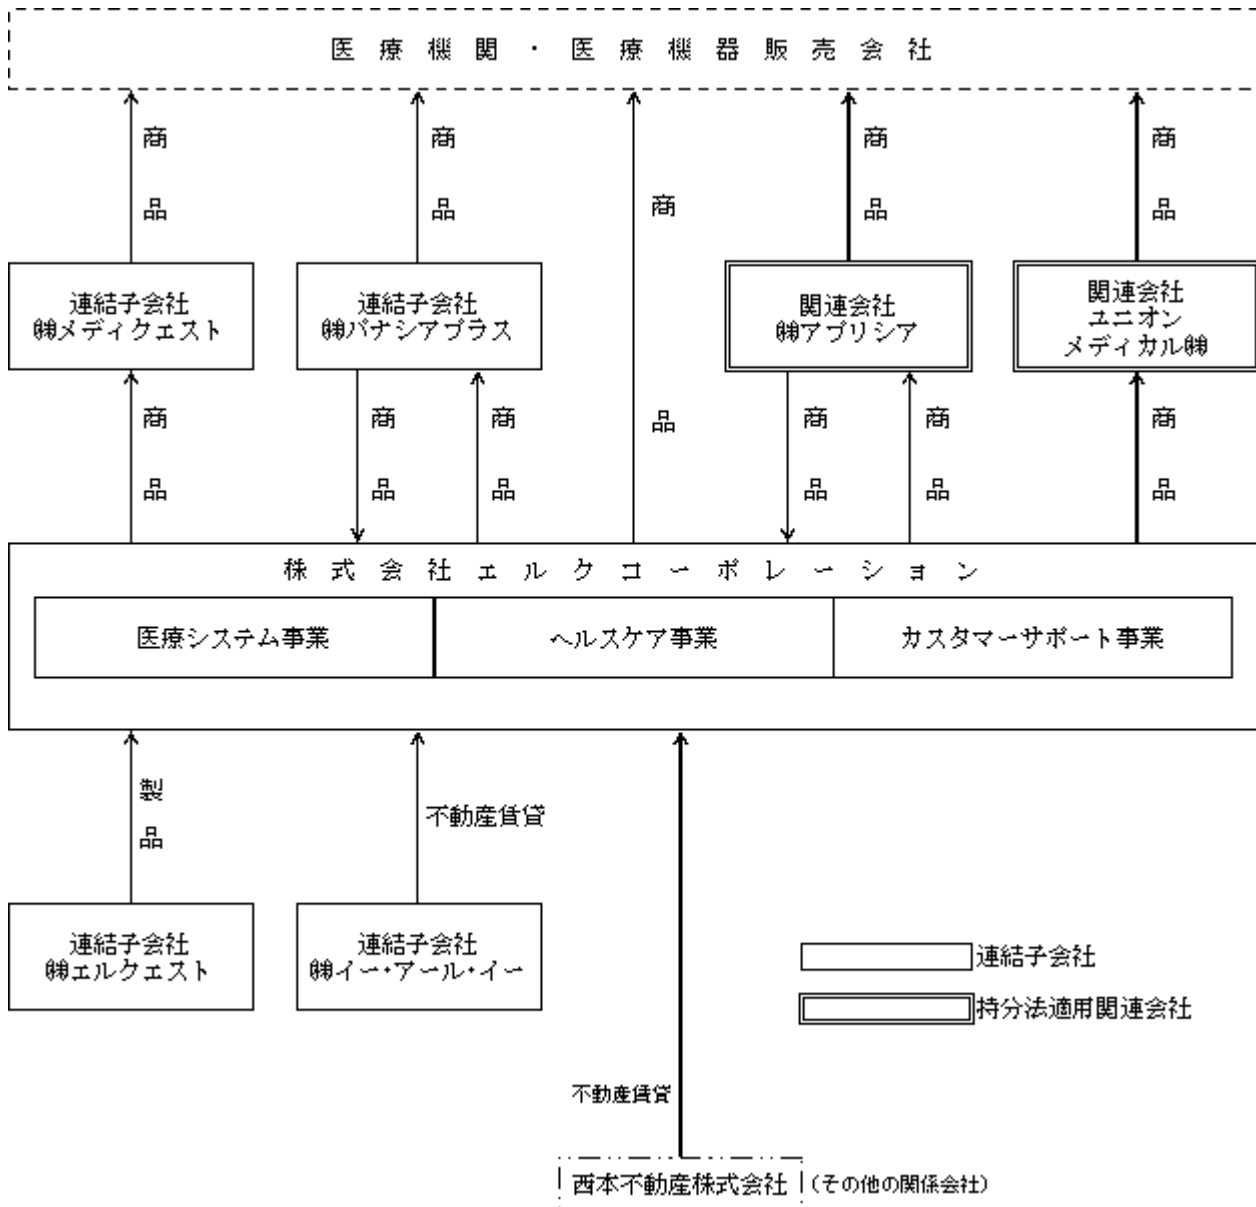 医療機関・医療機器販売会社
商品
商品
商品
商品
商品
連結子会社
㈱メディクエスト
連結子会社
㈱パナシアプラス
関連会社
㈱アプリシア
関連会社
ユニオン
メディカル㈱
商品
商品
商品
商品
商品
商品
株式会社エルクコーポレーション
医療システム事業
ヘルスケア事業
カスタマーサポート事業
製品
不動産賃貸
連結子会社
㈱エルクエスト
連結子会社
㈱イー・アール・イー
連結子会社
持分法適用関連会社
不動産賃貸
西本不動産株式会社 (その他の関係会社)